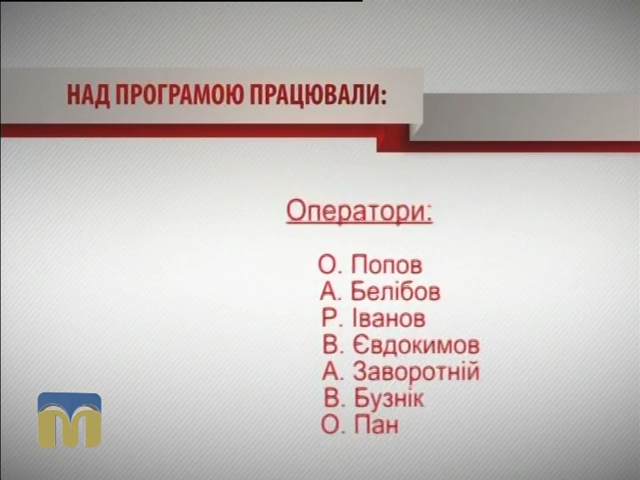 НАД ПРОГРАМОЮ ПРАЦЮВАЛИ:
Оператори:
О. Попов
А. Белібов
Р. Іванов
В. Євдокимов
А. Заворотній
В. Бузнік
О. Пан
М